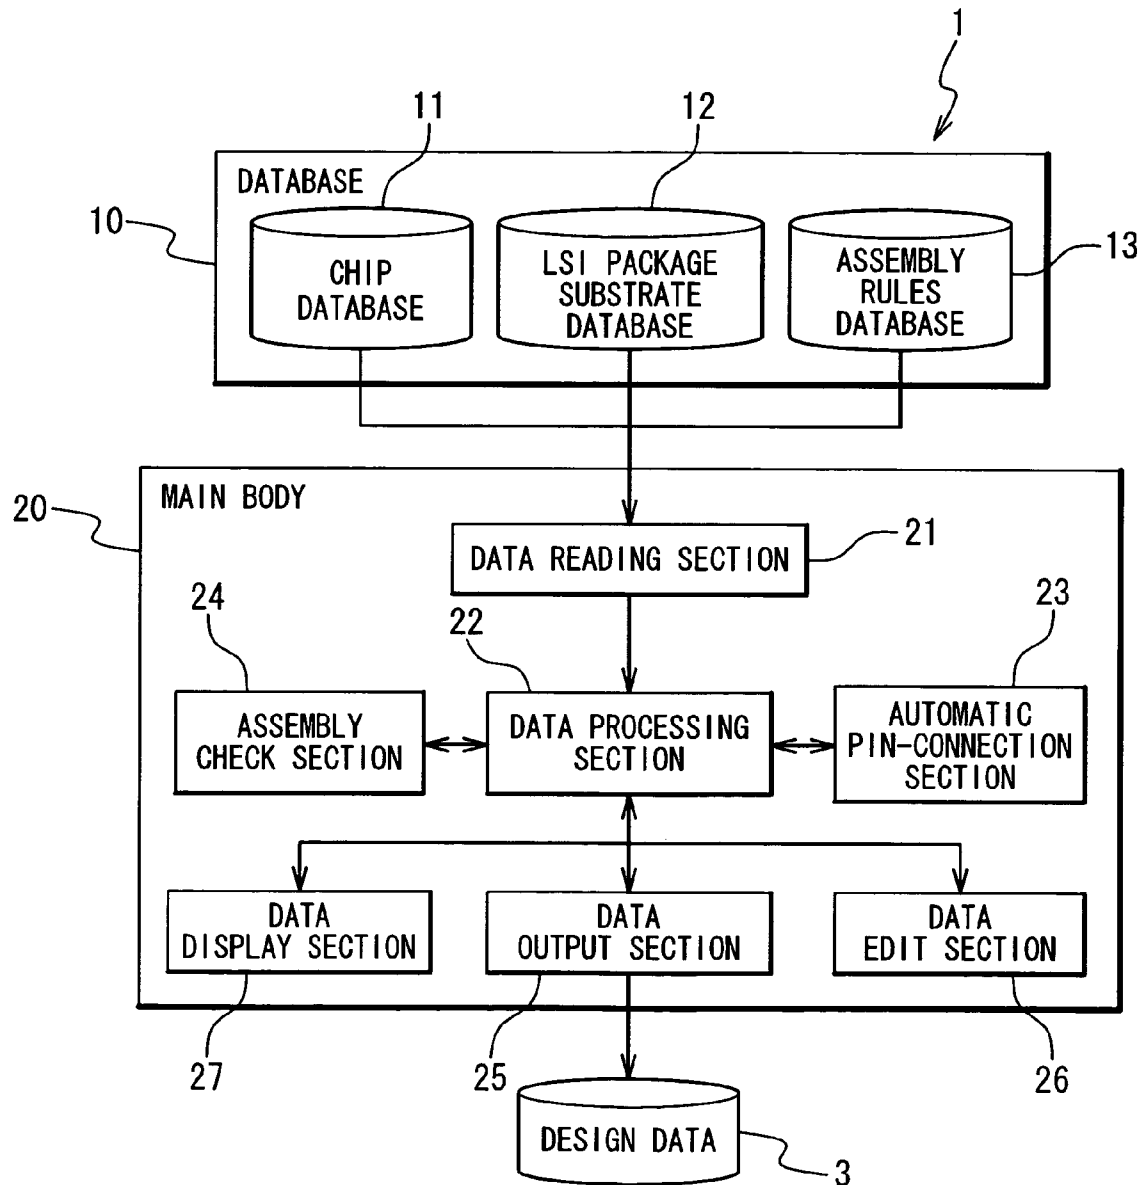 1
11
12
DATABASE
10
CHIP
DATABASE
LSI PACKAGE
SUBSTRATE
DATABASE
ASSEMBLY
RULES
DATABASE
13
MAIN BODY
20
DATA READING SECTION
21
24
22
23
ASSEMBLY
CHECK SECTION
DATA PROCESSING
SECTION
AUTOMATIC
PIN-CONNECTION
SECTION
DATA
DISPLAY SECTION
DATA
OUTPUT SECTION
DATA
EDIT SECTION
27
25
26
DESIGN DATA
3